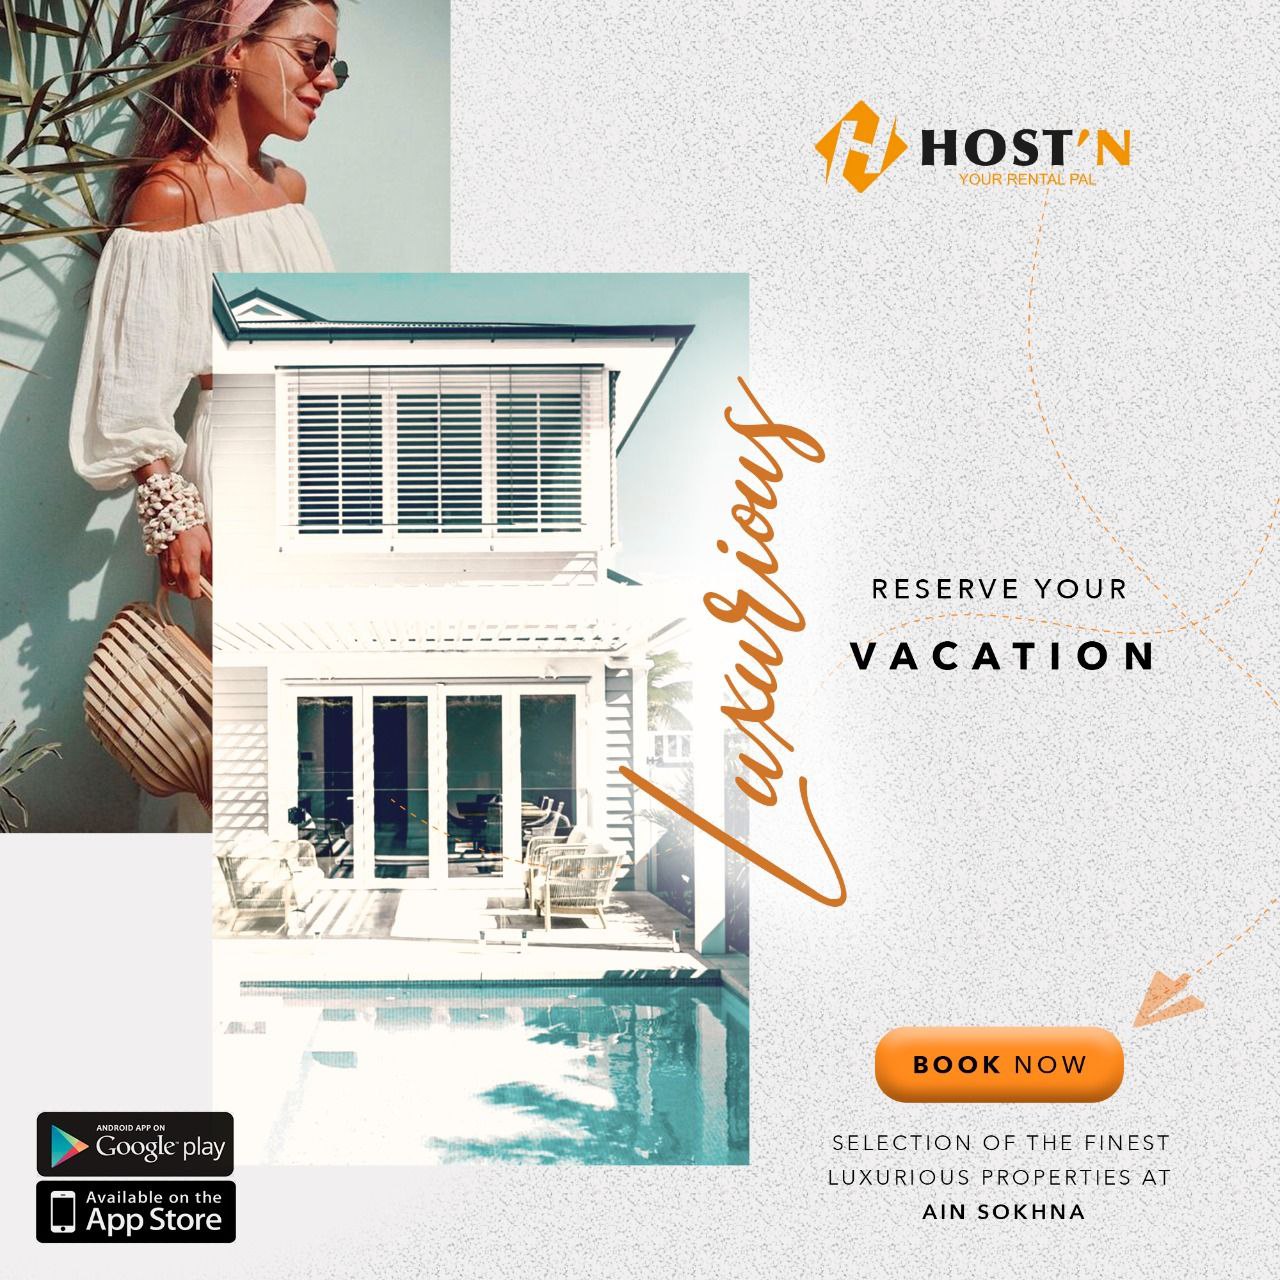 HOST'N
YOUR RENTAL PAL
Luxurious
RESERVE YOUR
VACATION
BOOK NOW
SELECTION OF THE FINEST
LUXURIOUS PROPERTIES AT
AIN SOKHNA
ANDROID APP ON
Google play
Available on the
App Store